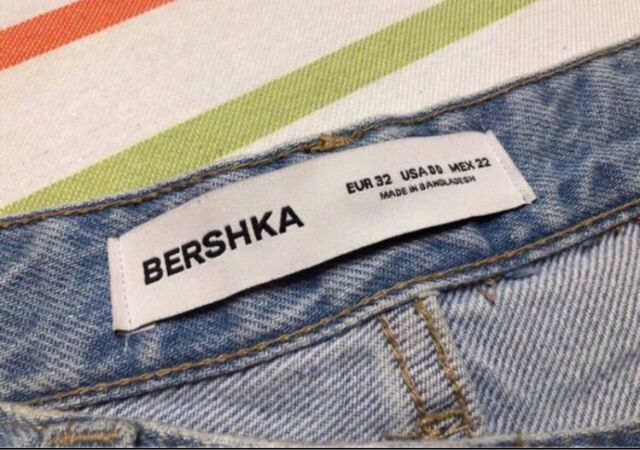 BERSHKA
EUR 32 USA 00 MEX 22
MADE IN BANGLADESH